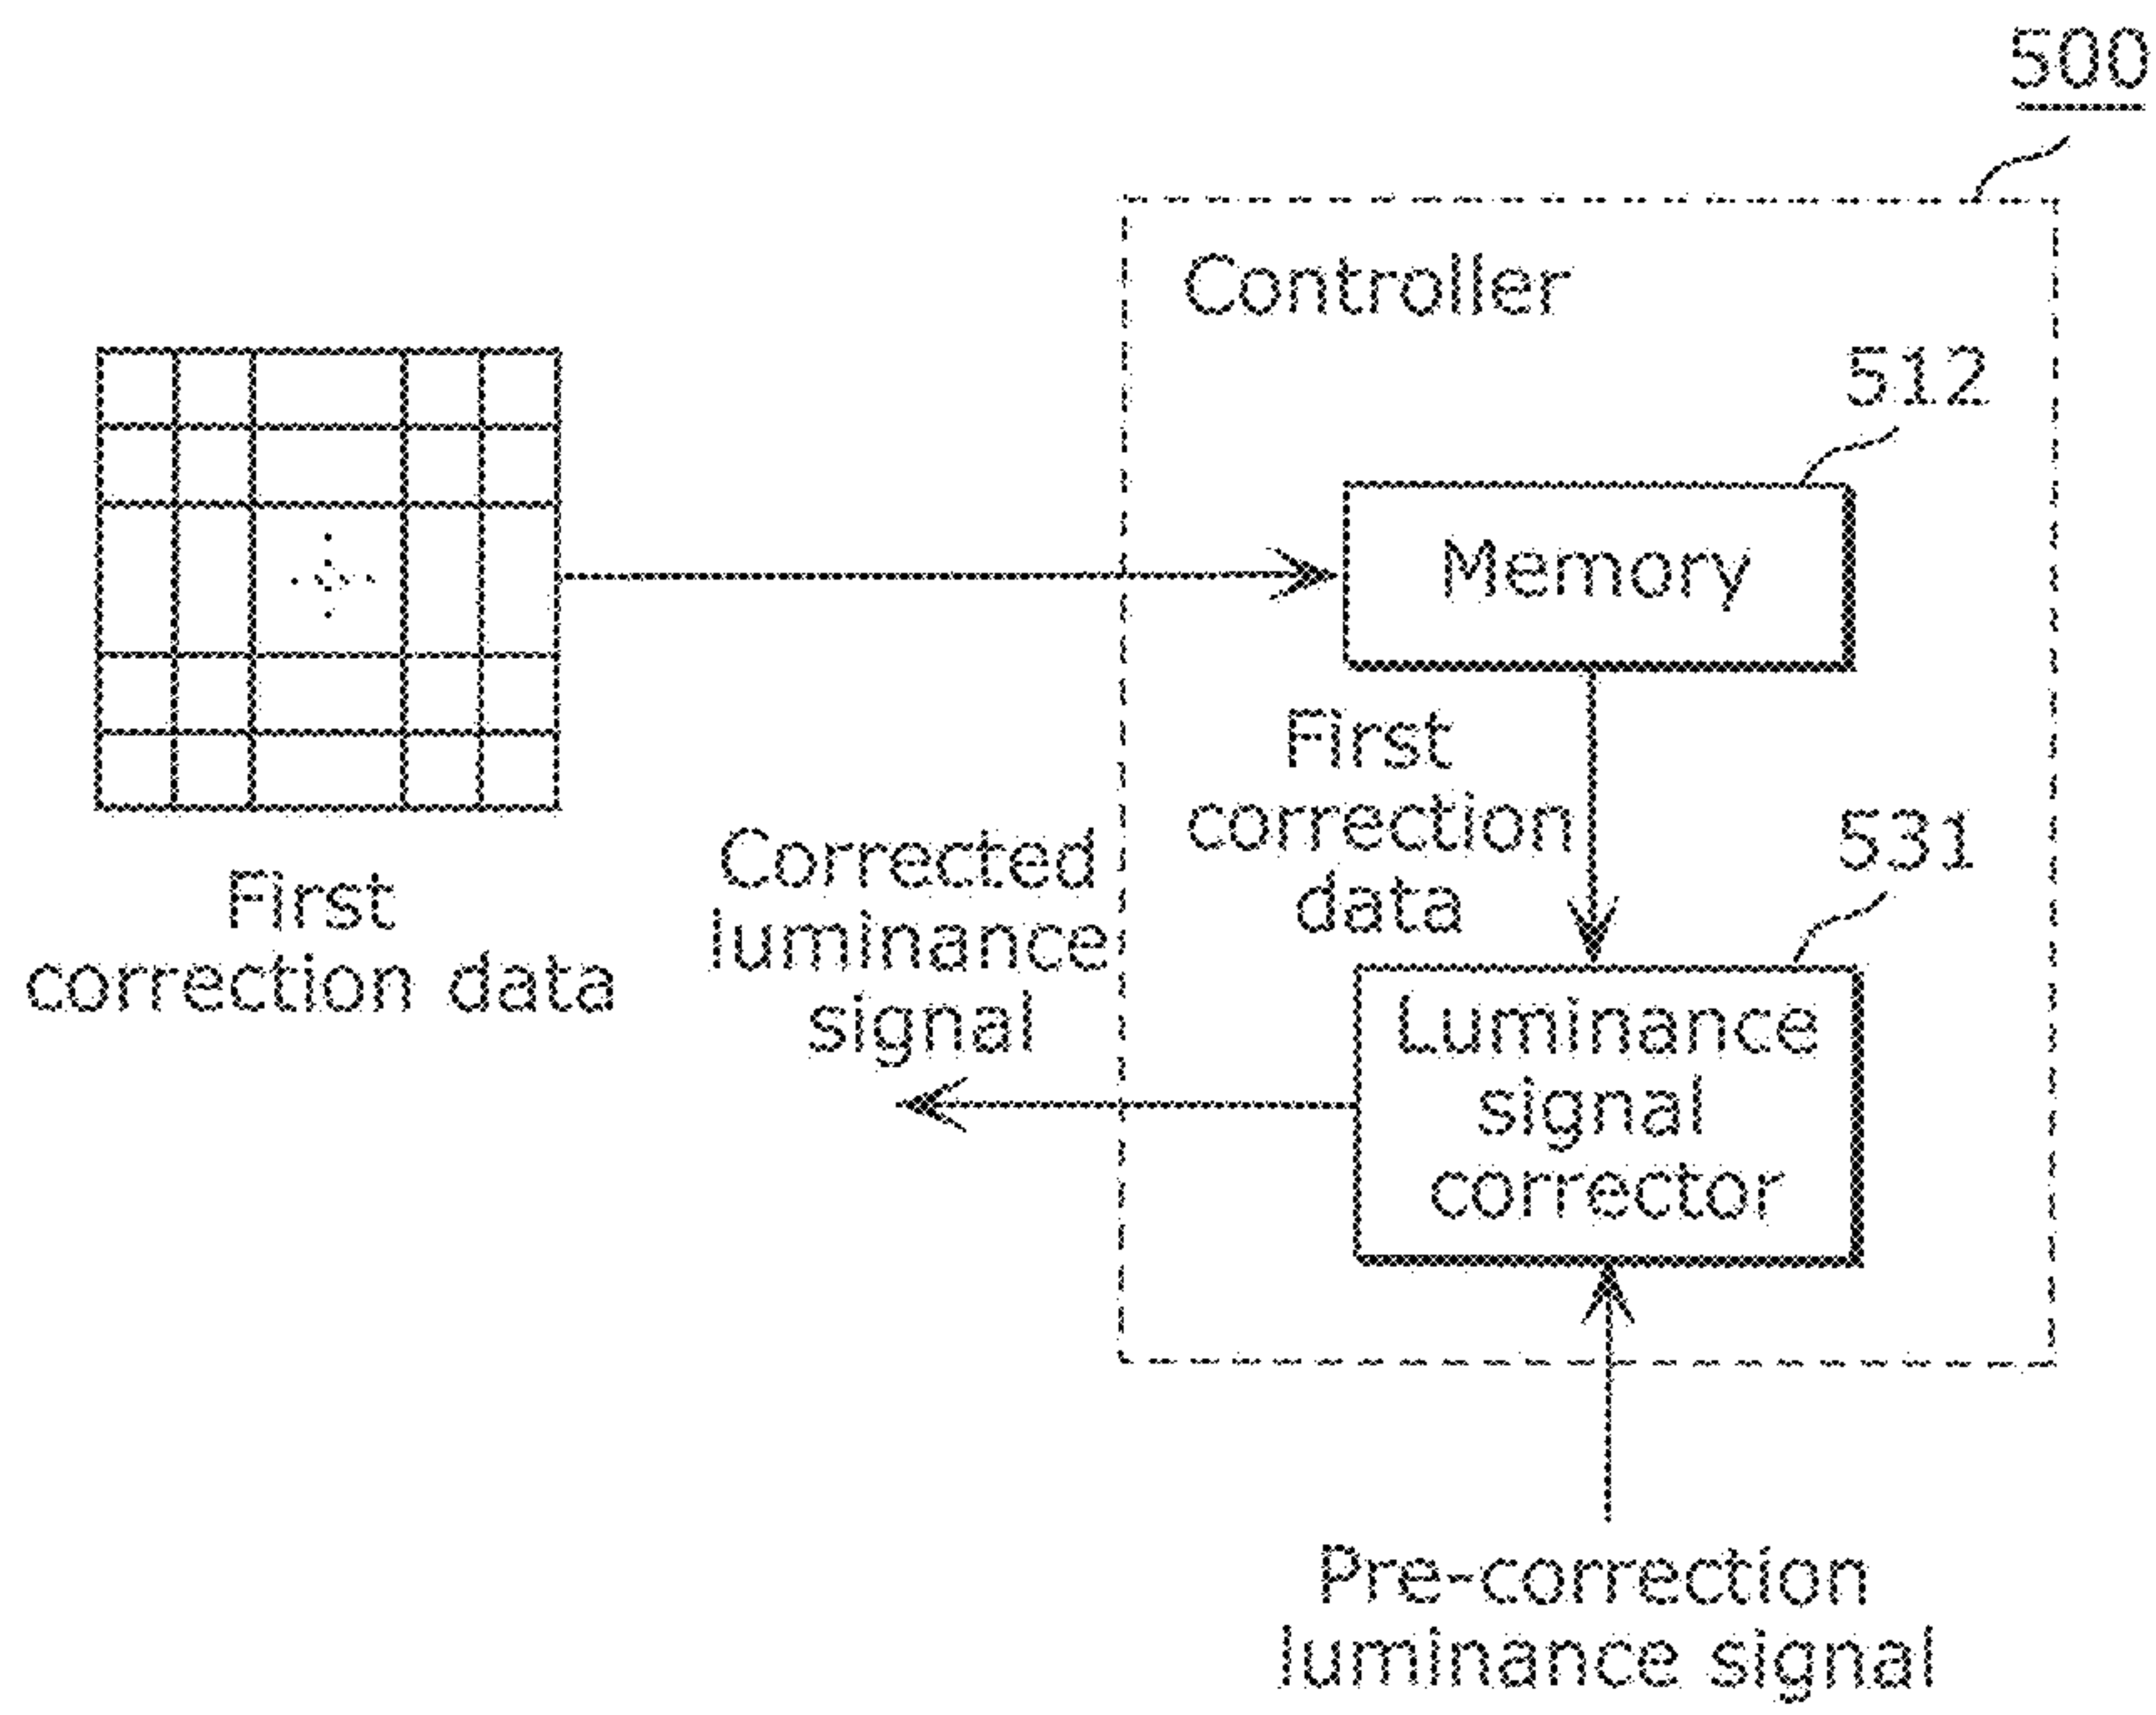 500
Controller
512
Memory
First
correction
data
531
First
correction data
Corrected
luminance
signal
Luminance
signal
corrector
Pre-correction
luminance signal